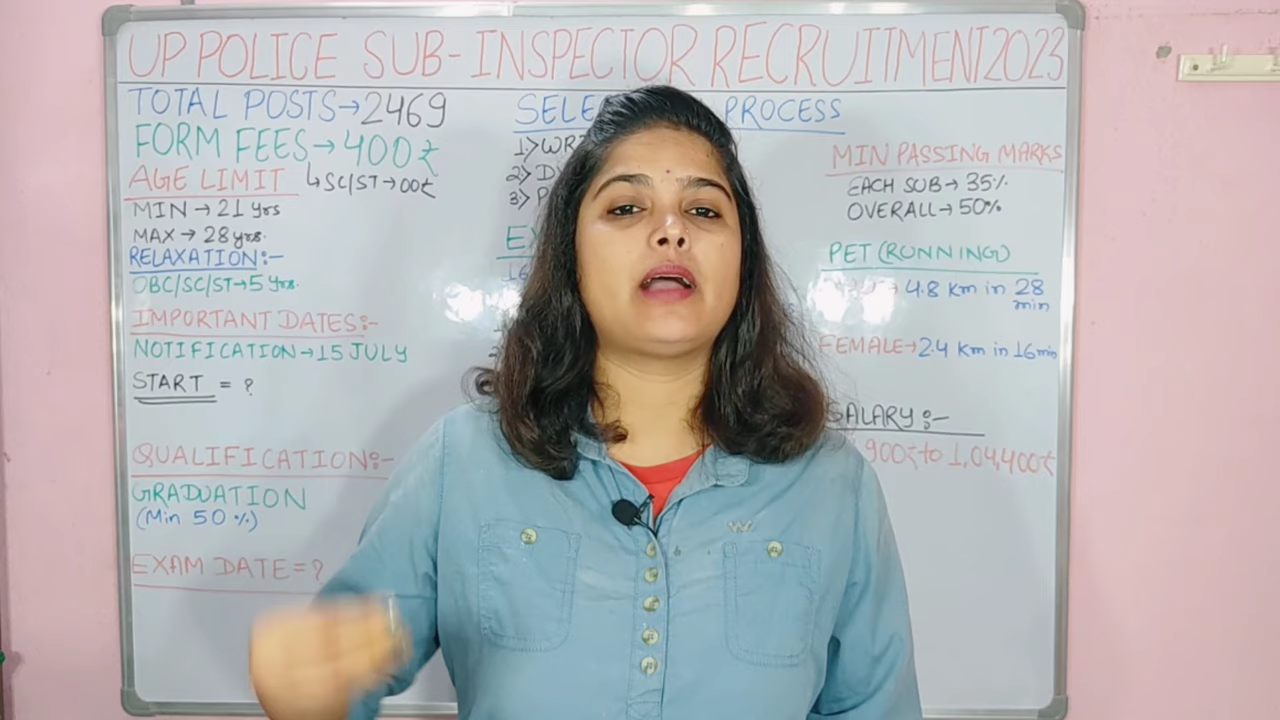 UP POLICE SUB-INSPECTOR RECRUITMENT 2023
TOTAL POSTS→2469
FORM FEES→400₹
↳SC/ST→00₹
AGE LIMIT
MIN→21 yrs
MAX→28 yrs.
RELAXATION:-
OBC/SC/ST→5 Yrs.
IMPORTANT DATES:-
NOTIFICATION→15 JULY
START = ?
QUALIFICATION:-
GRADUATION
(Min 50%)
EXAM DATE = ?
PROCESS
1>
2>
3>
MIN PASSING MARKS
EACH SUB→35%
OVERALL→50%
PET (RUNNING)
→4.8 Km in 28 min
FEMALE→2.4 Km in 16 min
SALARY:-
900₹ to 1,04,400₹